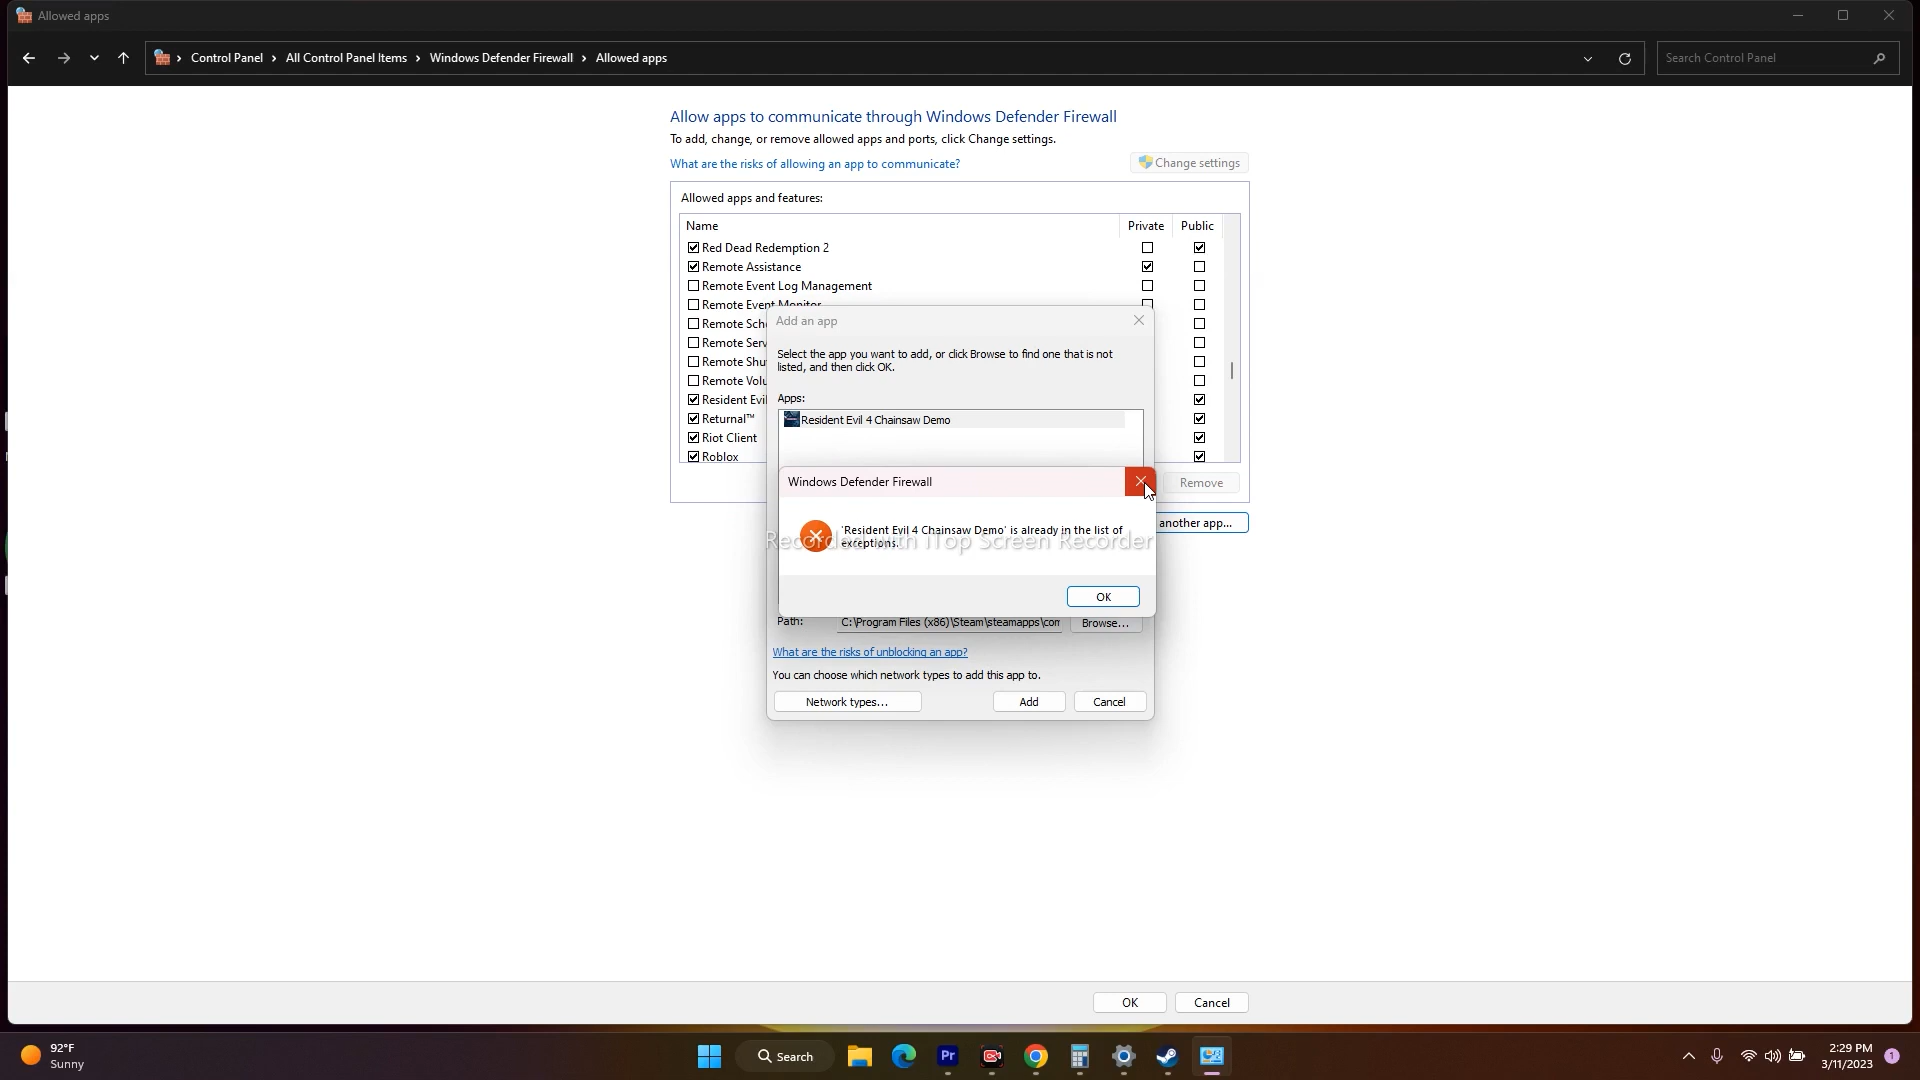 Allowed apps
Control Panel > All Control Panel Items > Windows Defender Firewall > Allowed apps
Search Control Panel
Allow apps to communicate through Windows Defender Firewall
To add, change, or remove allowed apps and ports, click Change settings.
What are the risks of allowing an app to communicate?
Change settings
Allowed apps and features:
Name Private Public
Red Dead Redemption 2
Remote Assistance
Remote Event Log Management
Remote Event Monitor
Remote Sch
Remote Serv
Remote Shu
Remote Volu
Resident Evil
Returnal™
Riot Client
Roblox
Remove
another app...
Add an app
Select the app you want to add, or click Browse to find one that is not
listed, and then click OK.
Apps:
Resident Evil 4 Chainsaw Demo
Windows Defender Firewall
'Resident Evil 4 Chainsaw Demo' is already in the list of
exceptions.
Recorded with iTop Screen Recorder
OK
Path: C:\Program Files (x86)\Steam\steamapps\com
Browse...
What are the risks of unblocking an app?
You can choose which network types to add this app to.
Network types... Add Cancel
OK Cancel
92°F
Sunny
Search
Pr
2:29 PM
3/11/2023
1